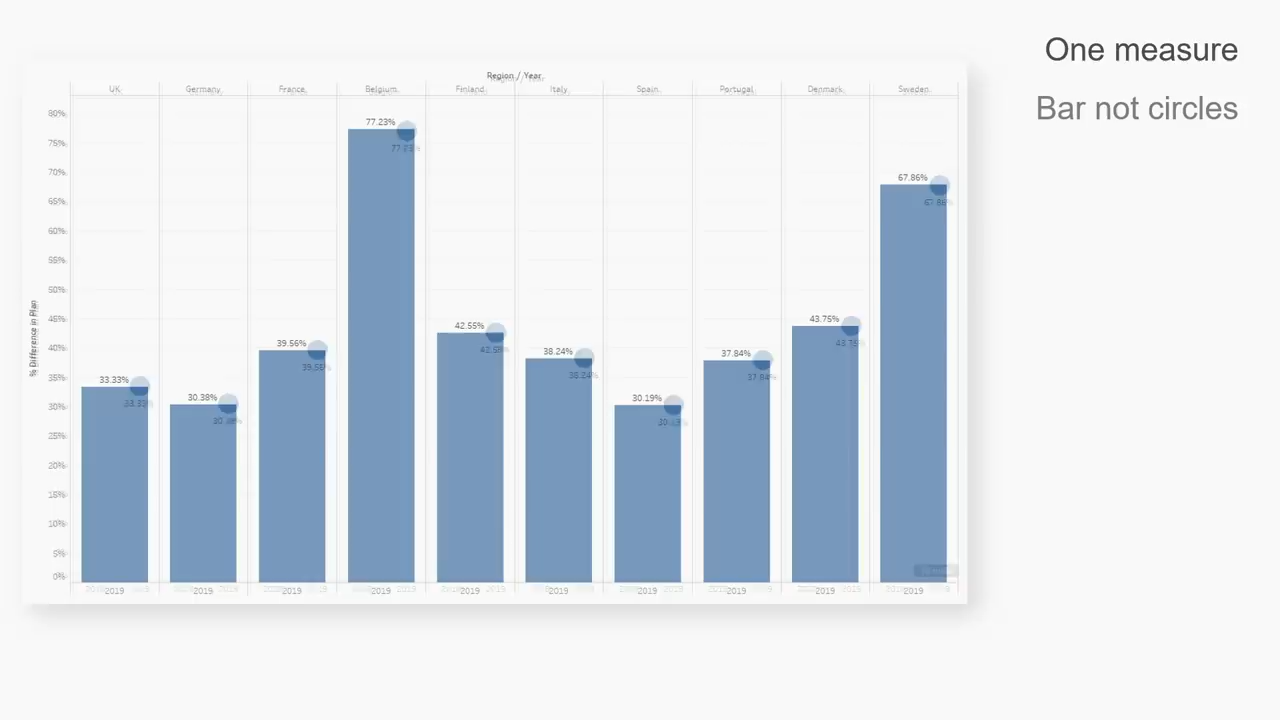 One measure
Bar not circles
Region / Year
UK Germany France Belgium Finland Italy Spain Portugal Denmark Sweden
% Difference in Plan
80%
75%
70%
65%
60%
55%
50%
45%
40%
35%
30%
25%
20%
15%
10%
5%
0%
33.33% 30.38% 39.56% 77.23% 42.55% 38.24% 30.19% 37.84% 43.75% 67.86%
2019 2019 2019 2019 2019 2019 2019 2019 2019 2019